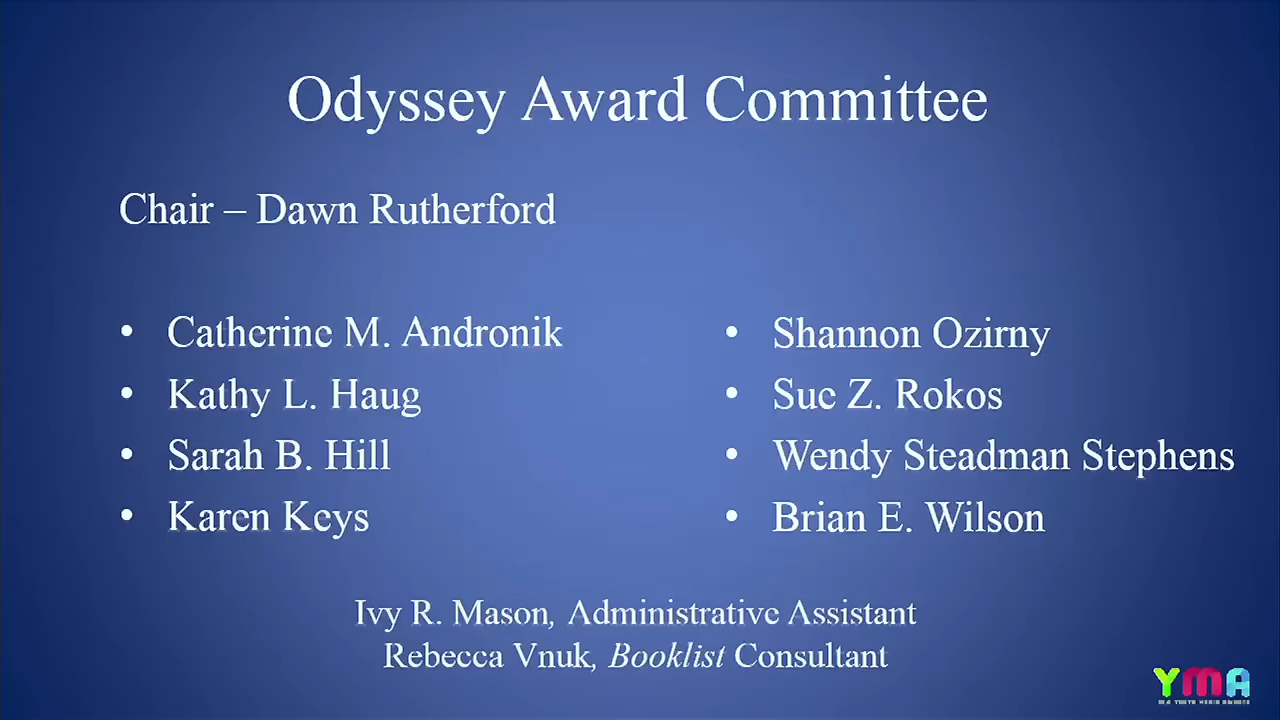 Odyssey Award Committee
Chair – Dawn Rutherford
• Catherine M. Andronik
• Kathy L. Haug
• Sarah B. Hill
• Karen Keys
• Shannon Ozirny
• Sue Z. Rokos
• Wendy Steadman Stephens
• Brian E. Wilson
Ivy R. Mason, Administrative Assistant
Rebecca Vnuk, Booklist Consultant
YMA